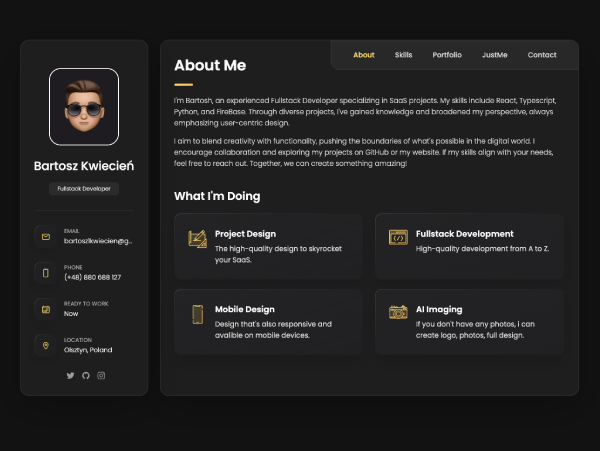 Bartosz Kwiecień
Fullstack Developer
EMAIL
bartoszlkwiecien@g...
PHONE
(+48) 880 688 127
READY TO WORK
Now
LOCATION
Olsztyn, Poland
About Skills Portfolio JustMe Contact
About Me
I'm Bartosh, an experienced Fullstack Developer specializing in SaaS projects. My skills include React, Typescript,
Python, and FireBase. Through diverse projects, I've gained knowledge and broadened my perspective, always
emphasizing user-centric design.
I aim to blend creativity with functionality, pushing the boundaries of what's possible in the digital world. I
encourage collaboration and exploring my projects on GitHub or my website. If my skills align with your needs,
feel free to reach out. Together, we can create something amazing!
What I'm Doing
Project Design
The high-quality design to skyrocket
your SaaS.
Fullstack Development
High-quality development from A to Z.
Mobile Design
Design that's also responsive and
avalible on mobile devices.
AI Imaging
If you don't have any photos, i can
create logo, photos, full design.